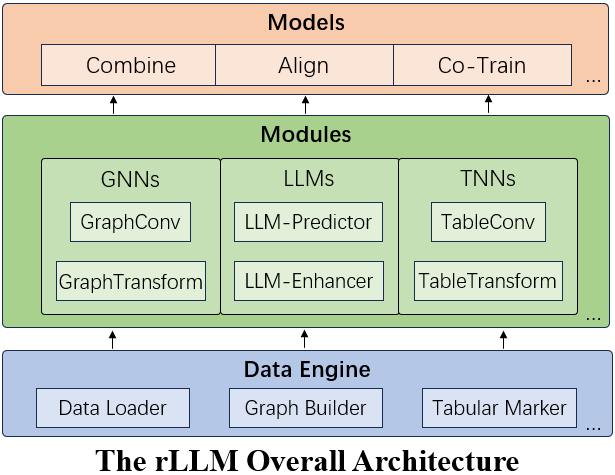 Models
Combine Align Co-Train
...
Modules
GNNs LLMs TNNs
GraphConv LLM-Predictor TableConv
GraphTransform LLM-Enhancer TableTransform
...
Data Engine
Data Loader Graph Builder Tabular Marker
...
The rLLM Overall Architecture